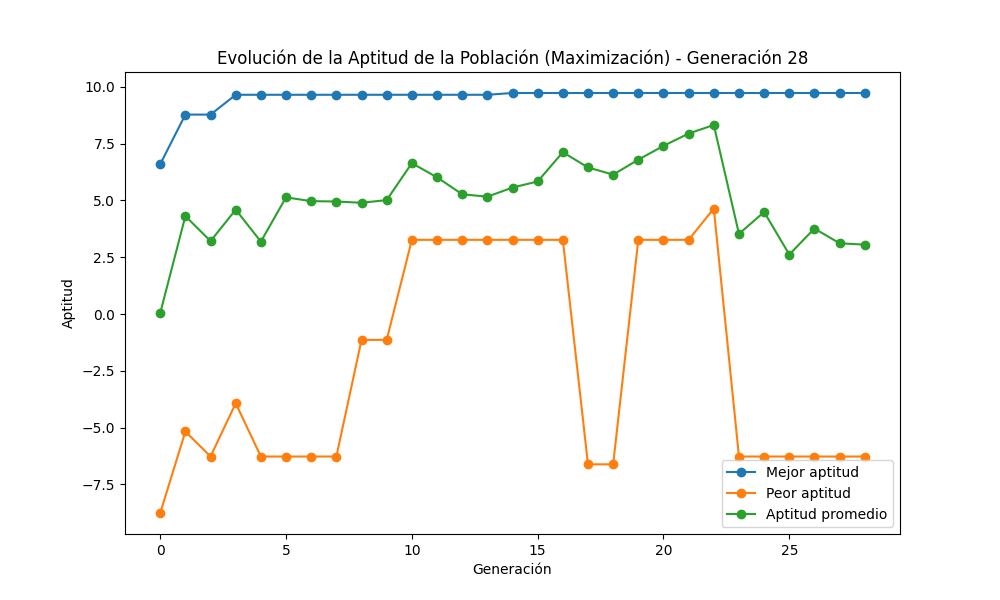 Evolución de la Aptitud de la Población (Maximización) - Generación 28
10.0
7.5
5.0
2.5
0.0
−2.5
−5.0
−7.5
Aptitud
0 5 10 15 20 25
Generación
Mejor aptitud
Peor aptitud
Aptitud promedio